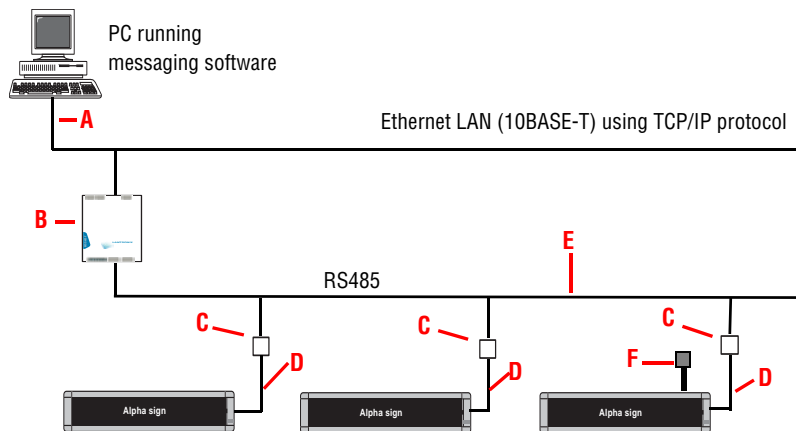 PC running
messaging software
A
Ethernet LAN (10BASE-T) using TCP/IP protocol
B
E
RS485
C
C
C
F
D
D
D
Alpha sign
Alpha sign
Alpha sign